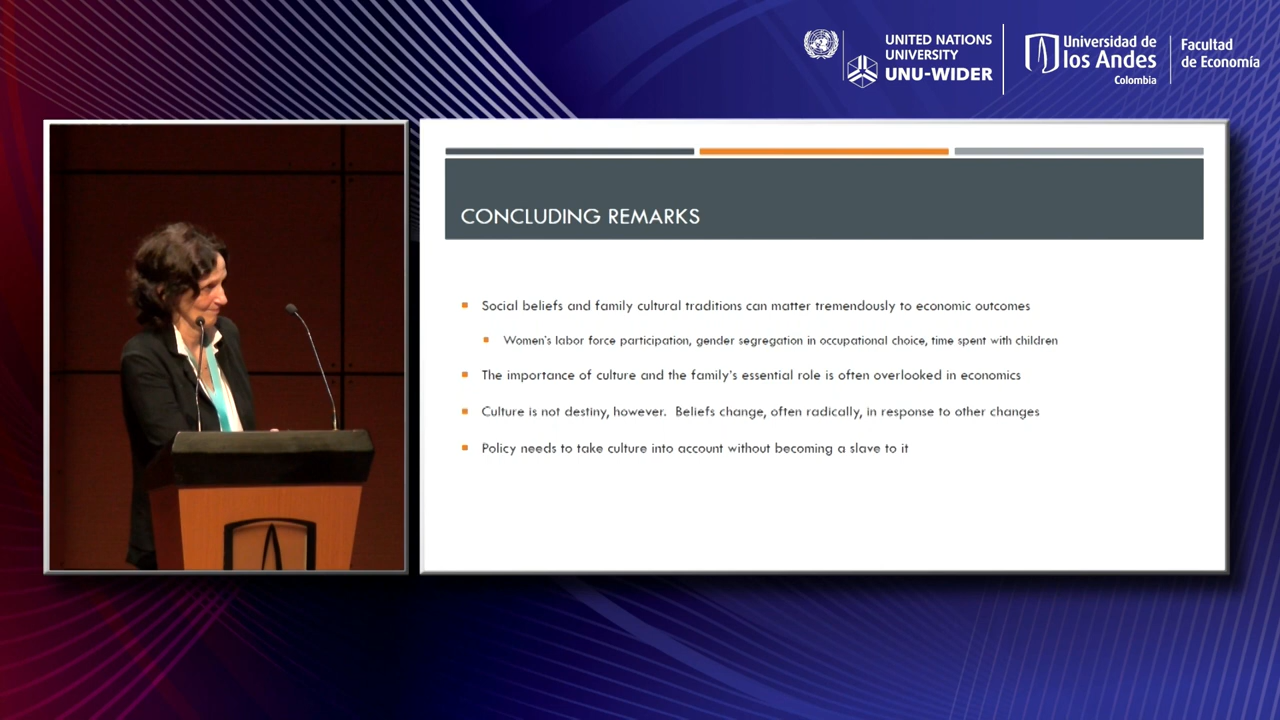 UNITED NATIONS
UNIVERSITY
UNU-WIDER
Universidad de
los Andes
Colombia
Facultad
de Economía
CONCLUDING REMARKS
Social beliefs and family cultural traditions can matter tremendously to economic outcomes
Women's labor force participation, gender segregation in occupational choice, time spent with children
The importance of culture and the family's essential role is often overlooked in economics
Culture is not destiny, however.  Beliefs change, often radically, in response to other changes
Policy needs to take culture into account without becoming a slave to it